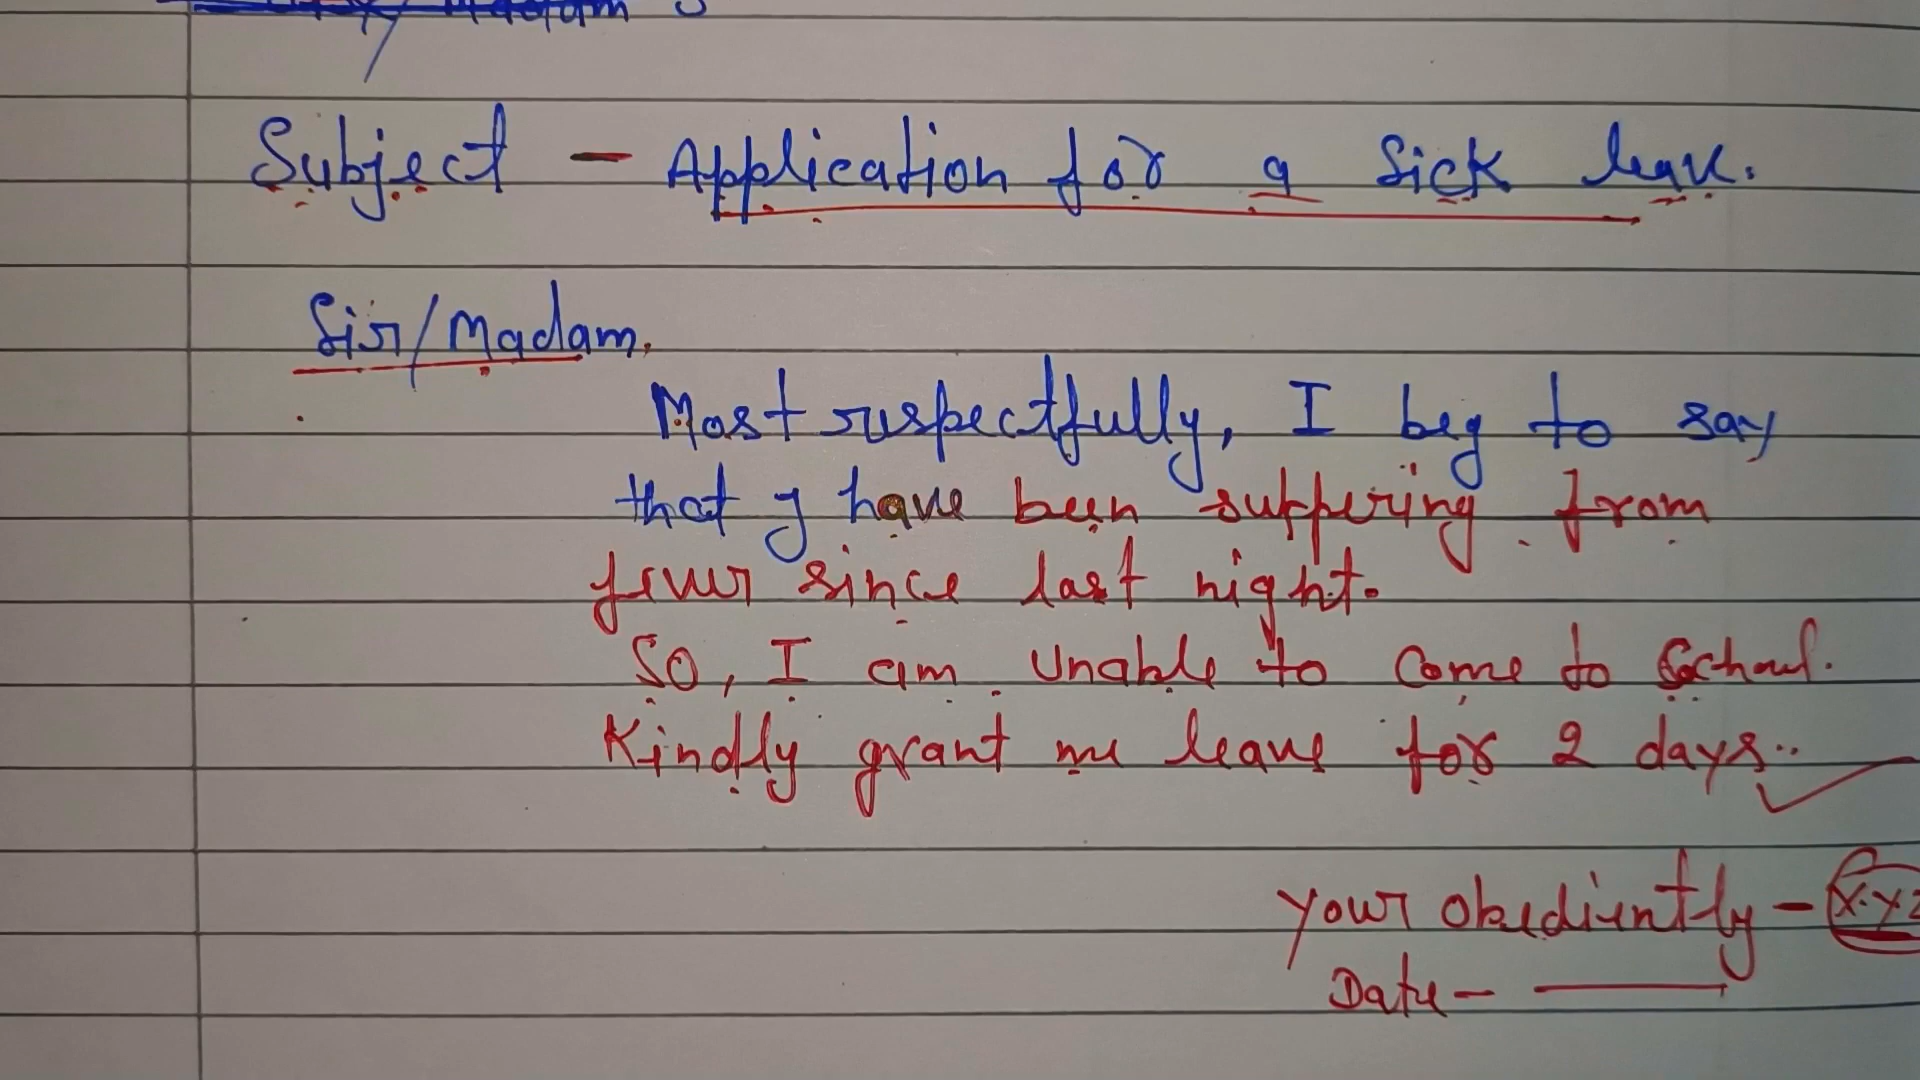 Madam
Subject - Application for a Sick leave.
Sir/Madam.
Most respectfully, I beg to say
that I have been suffering from
fever since last night.
So, I am unable to come to School.
Kindly grant me leave for 2 days..
Your obediently - X.YZ
Date -